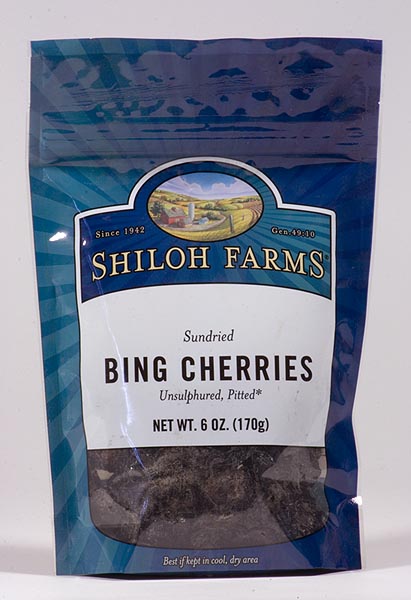 Since 1942 Gen. 49:10
SHILOH FARMS®
Sundried
BING CHERRIES
Unsulphured, Pitted*
NET WT. 6 OZ. (170g)
Best if kept in cool, dry area